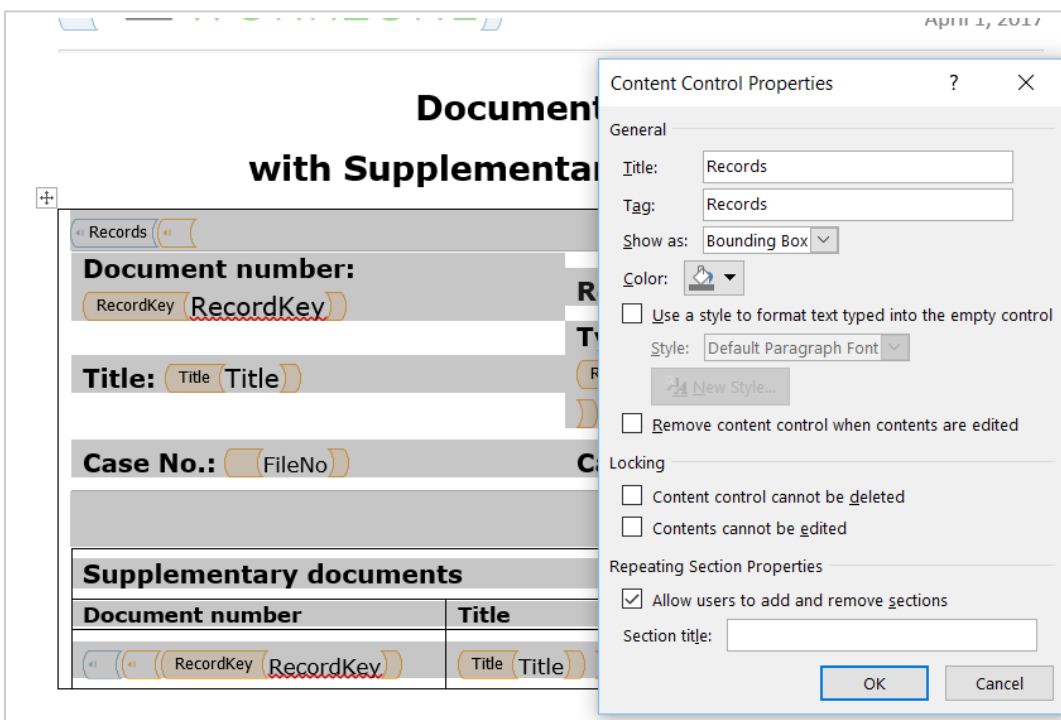 April 1, 2017
Document
with Supplementa
Records
Document number:
RecordKey RecordKey
R
Ty
Title: Title Title
R
Case No.: FileNo
Ca
Supplementary documents
Document number Title
RecordKey RecordKey Title Title
Content Control Properties ?
General
Title: Records
Tag: Records
Show as: Bounding Box
Color:
Use a style to format text typed into the empty control
Style: Default Paragraph Font
New Style...
Remove content control when contents are edited
Locking
Content control cannot be deleted
Contents cannot be edited
Repeating Section Properties
Allow users to add and remove sections
Section title:
OK Cancel